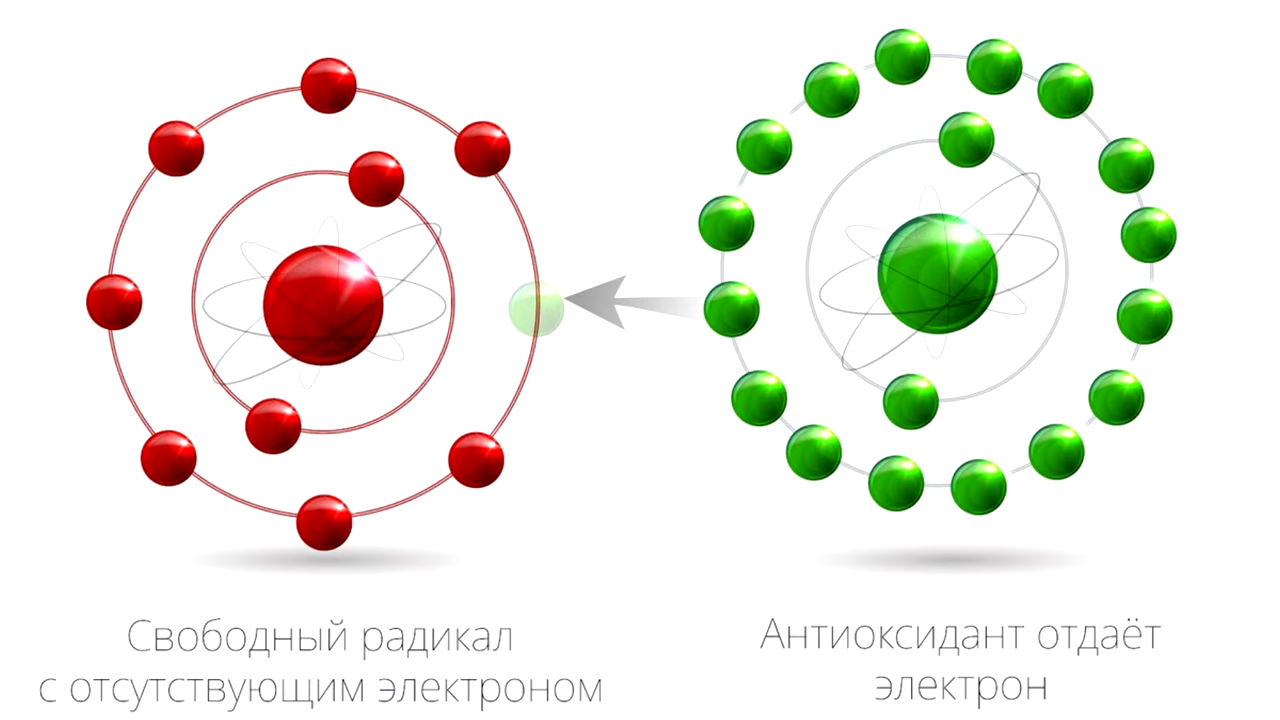 Свободный радикал
с отсутствующим электроном
Антиоксидант отдаёт
электрон